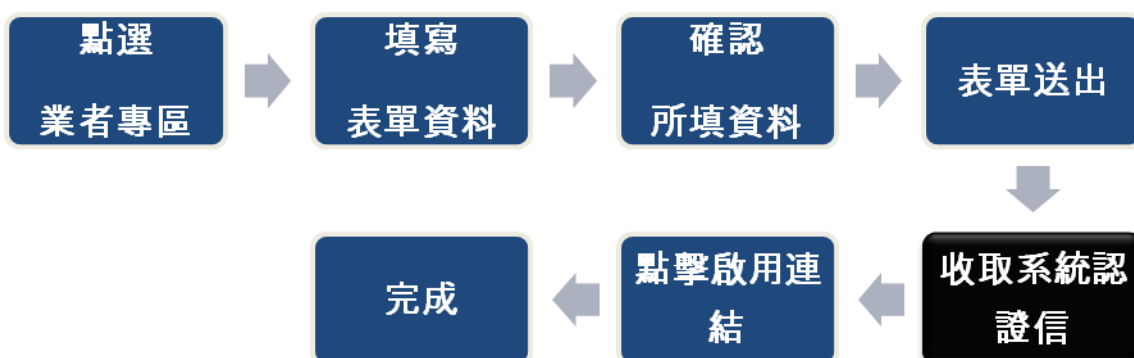 點選
業者專區
填寫
表單資料
確認
所填資料
表單送出
收取系統認
證信
點擊啟用連
結
完成